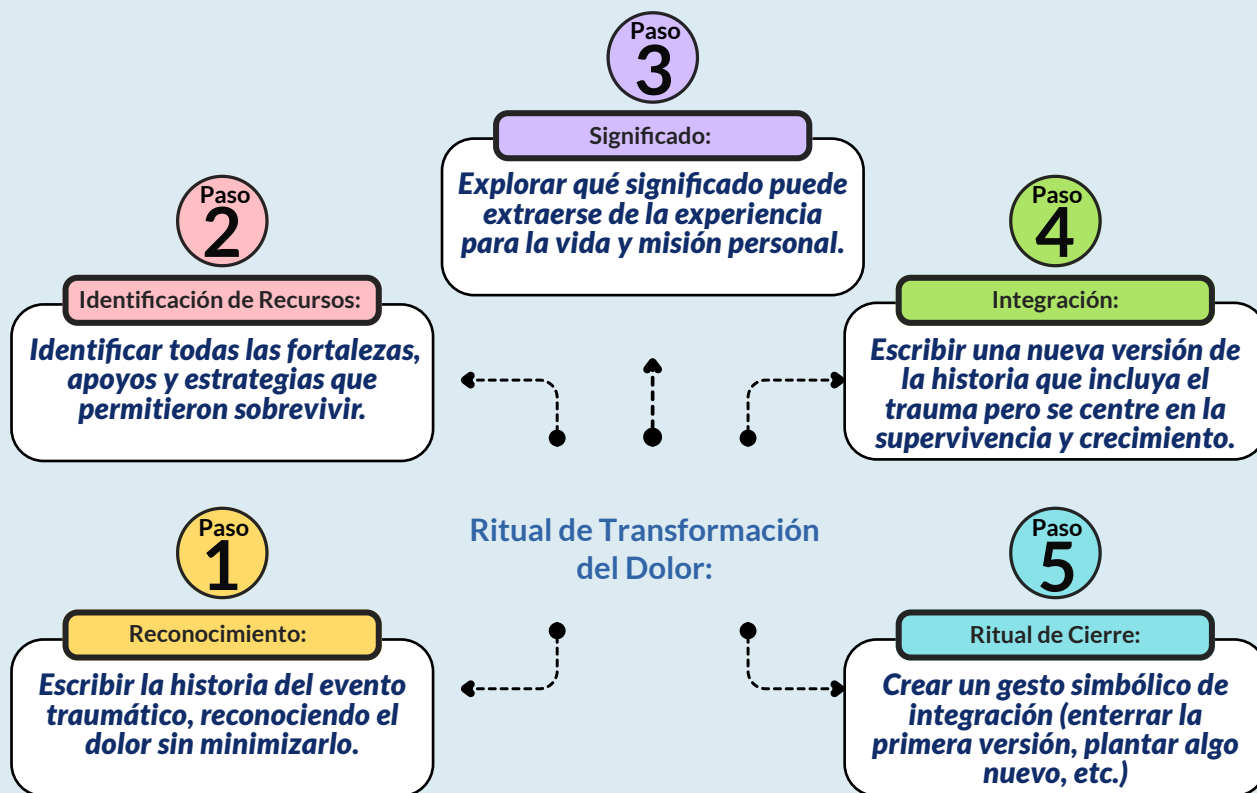 Ritual de Transformación
del Dolor:
Paso
1
Reconocimiento:
Escribir la historia del evento
traumático, reconociendo el
dolor sin minimizarlo.
Paso
2
Identificación de Recursos:
Identificar todas las fortalezas,
apoyos y estrategias que
permitieron sobrevivir.
Paso
3
Significado:
Explorar qué significado puede
extraerse de la experiencia
para la vida y misión personal.
Paso
4
Integración:
Escribir una nueva versión de
la historia que incluya el
trauma pero se centre en la
supervivencia y crecimiento.
Paso
5
Ritual de Cierre:
Crear un gesto simbólico de
integración (enterrar la
primera versión, plantar algo
nuevo, etc.)